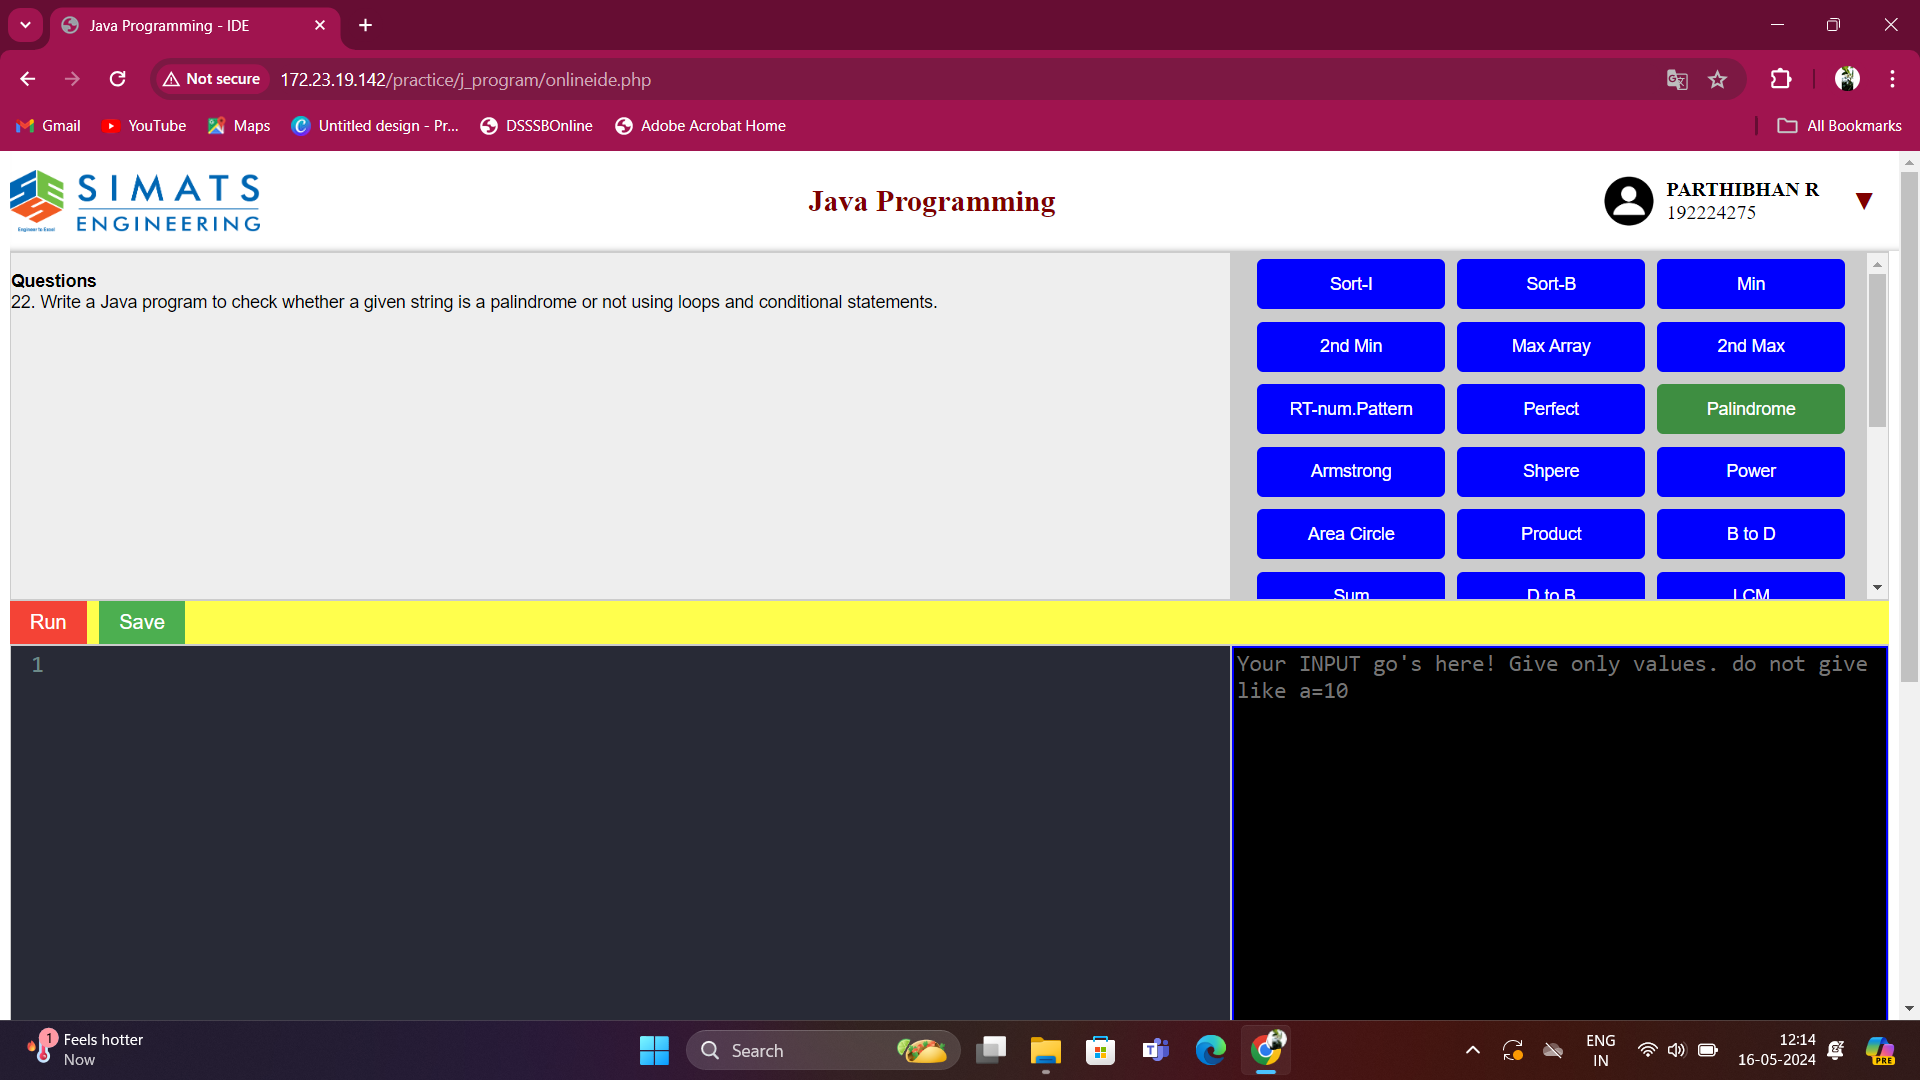 Java Programming - IDE
Not secure
172.23.19.142/practice/j_program/onlineide.php
Gmail
YouTube
Maps
Untitled design - Pr...
DSSSBOnline
Adobe Acrobat Home
All Bookmarks
SIMATS
ENGINEERING
Engineer to Excel
Java Programming
PARTHIBHAN R
192224275
Questions
22. Write a Java program to check whether a given string is a palindrome or not using loops and conditional statements.
Sort-I
Sort-B
Min
2nd Min
Max Array
2nd Max
RT-num.Pattern
Perfect
Palindrome
Armstrong
Shpere
Power
Area Circle
Product
B to D
Sum
D to B
LCM
Run
Save
1
Your INPUT go's here! Give only values. do not give
like a=10
1
Feels hotter
Now
Search
ENG
IN
12:14
16-05-2024
PRE